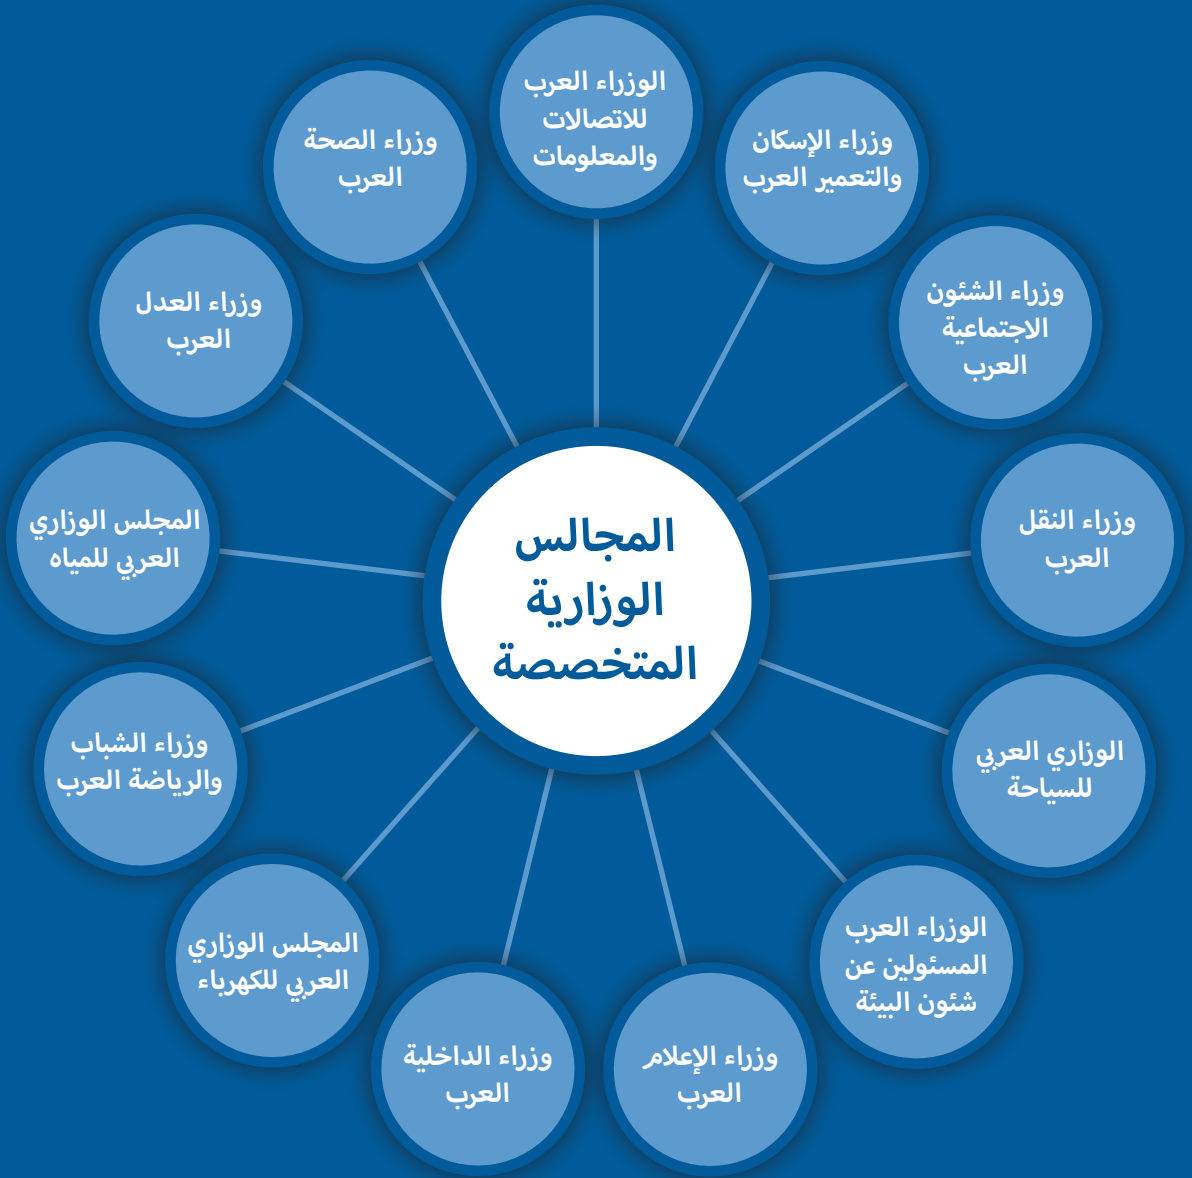 المجالس
الوزارية
المتخصصة
الوزراء العرب
للاتصالات
والمعلومات
وزراء الإسكان
والتعمير العرب
وزراء الشئون
الاجتماعية
العرب
وزراء النقل
العرب
الوزاري العربي
للسياحة
الوزراء العرب
المسئولين عن
شئون البيئة
وزراء الإعلام
العرب
وزراء الداخلية
العرب
المجلس الوزاري
العربي للكهرباء
وزراء الشباب
والرياضة العرب
المجلس الوزاري
العربي للمياه
وزراء العدل
العرب
وزراء الصحة
العرب